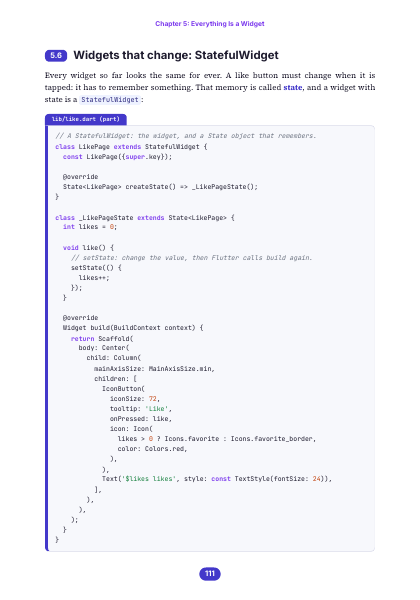 Chapter 5: Everything Is a Widget
5.6 Widgets that change: StatefulWidget
Every widget so far looks the same for ever. A like button must change when it is
tapped: it has to remember something. That memory is called state, and a widget with
state is a StatefulWidget :
lib/like.dart (part)
// A StatefulWidget: the widget, and a State object that remembers.
class LikePage extends StatefulWidget {
  const LikePage({super.key});

  @override
  State<LikePage> createState() => _LikePageState();
}

class _LikePageState extends State<LikePage> {
  int likes = 0;

  void like() {
    // setState: change the value, then Flutter calls build again.
    setState(() {
      likes++;
    });
  }

  @override
  Widget build(BuildContext context) {
    return Scaffold(
      body: Center(
        child: Column(
          mainAxisSize: MainAxisSize.min,
          children: [
            IconButton(
              iconSize: 72,
              tooltip: 'Like',
              onPressed: like,
              icon: Icon(
                likes > 0 ? Icons.favorite : Icons.favorite_border,
                color: Colors.red,
              ),
            ),
            Text('$likes likes', style: const TextStyle(fontSize: 24)),
          ],
        ),
      ),
    );
  }
}
111